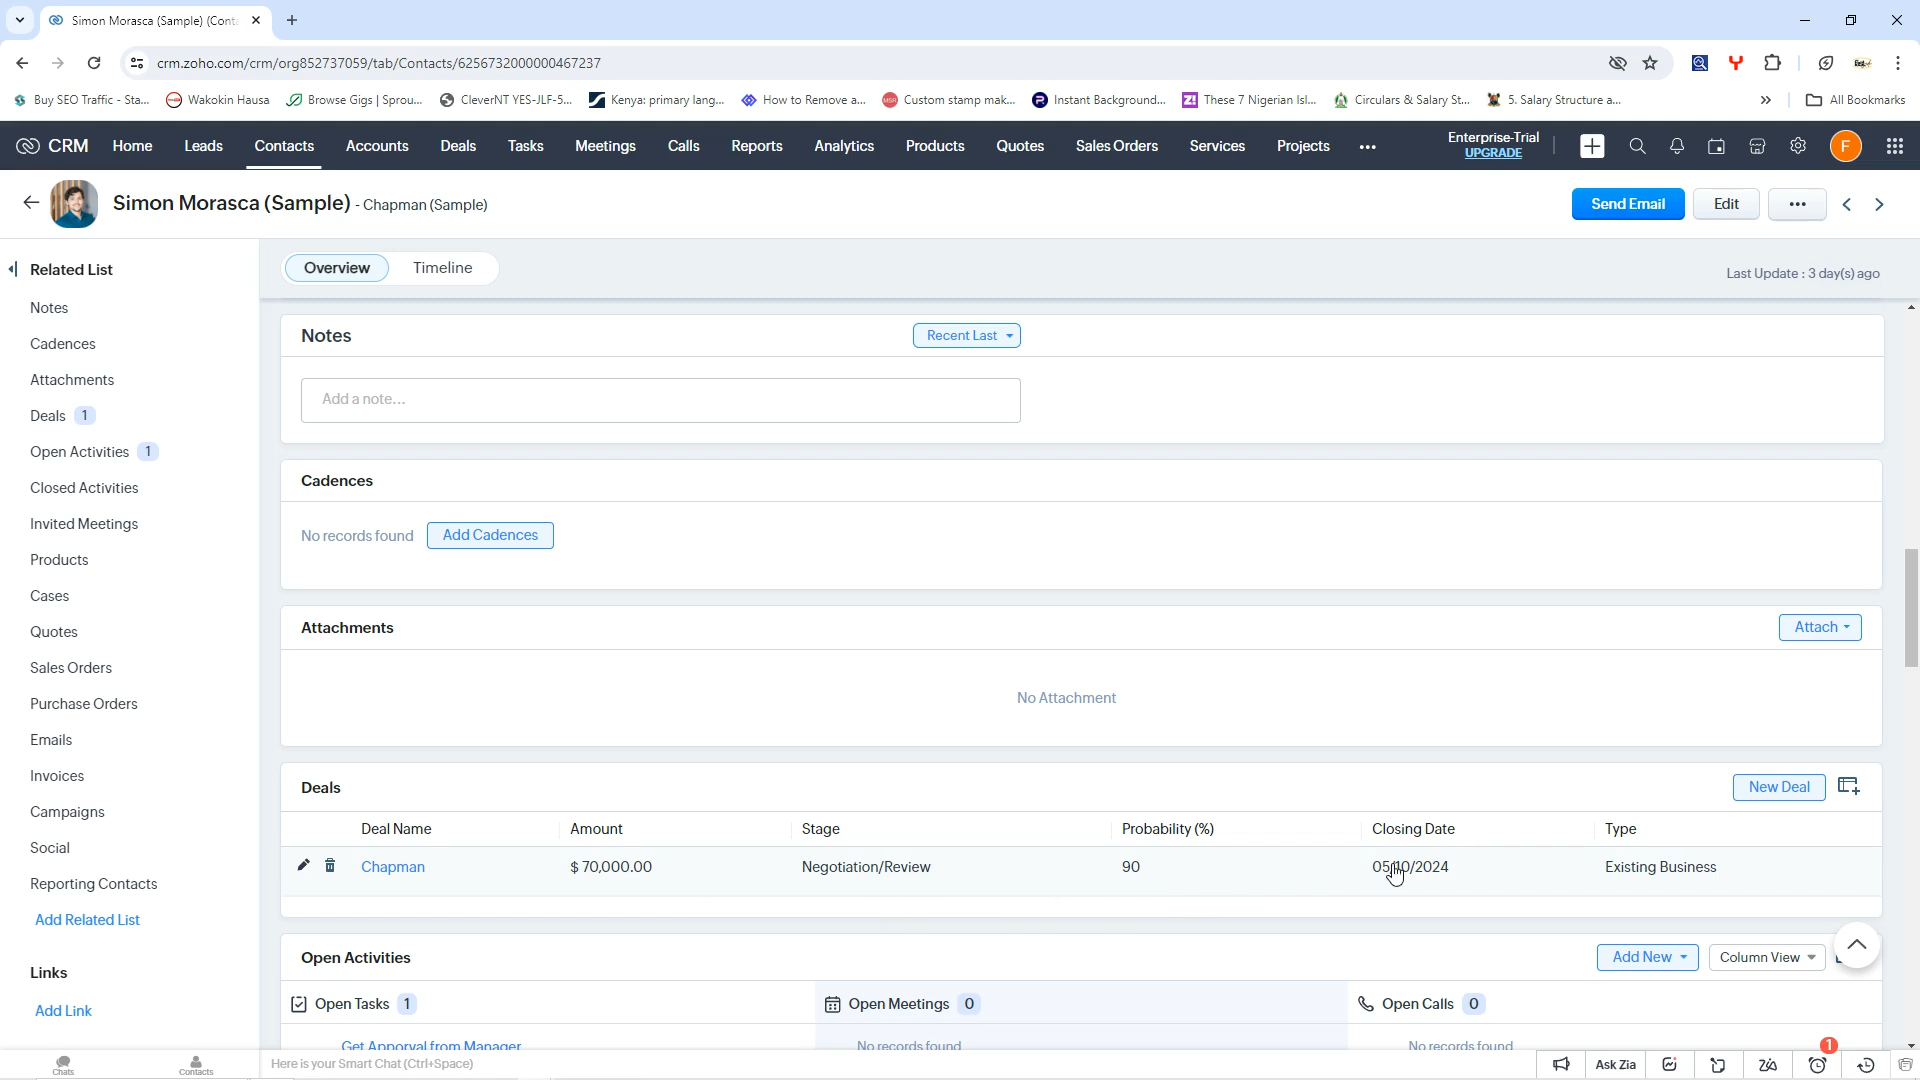 Simon Morasca (Sample) (Conta
crm.zoho.com/crm/org852737059/tab/Contacts/6256732000000467237
Buy SEO Traffic - Sta...
Wakokin Hausa
Browse Gigs | Sprou...
CleverNT YES-JLF-5...
Kenya: primary lang...
How to Remove a...
Custom stamp mak...
Instant Background...
These 7 Nigerian Isl...
Circulars & Salary St...
5. Salary Structure a...
All Bookmarks
CRM
Home
Leads
Contacts
Accounts
Deals
Tasks
Meetings
Calls
Reports
Analytics
Products
Quotes
Sales Orders
Services
Projects
Enterprise-Trial
UPGRADE
F
Simon Morasca (Sample) - Chapman (Sample)
Send Email
Edit
Related List
Notes
Cadences
Attachments
Deals 1
Open Activities 1
Closed Activities
Invited Meetings
Products
Cases
Quotes
Sales Orders
Purchase Orders
Emails
Invoices
Campaigns
Social
Reporting Contacts
Add Related List
Links
Add Link
Overview
Timeline
Last Update : 3 day(s) ago
Notes
Recent Last
Add a note...
Cadences
No records found
Add Cadences
Attachments
Attach
No Attachment
Deals
New Deal
Deal Name
Amount
Stage
Probability (%)
Closing Date
Type
Chapman
$ 70,000.00
Negotiation/Review
90
05/10/2024
Existing Business
Open Activities
Add New
Column View
Open Tasks 1
Open Meetings 0
Open Calls 0
Get Apporval from Manager
No records found
No records found
Chats
Contacts
Here is your Smart Chat (Ctrl+Space)
Ask Zia
1